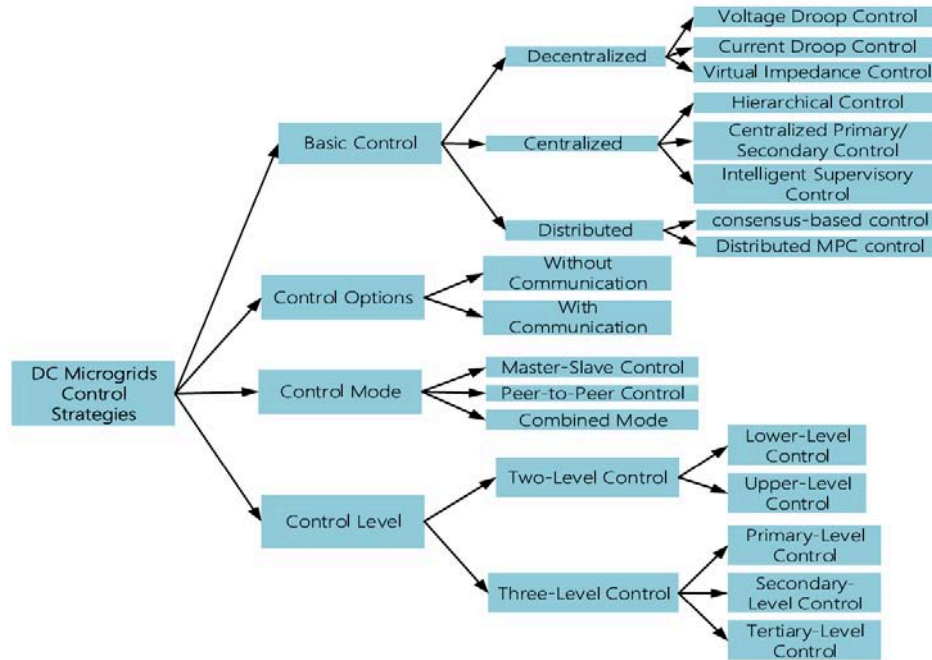 Voltage Droop Control
Decentralized
Current Droop Control
Virtual Impedance Control
Hierarchical Control
Basic Control
Centralized
Centralized Primary/
Secondary Control
Intelligent Supervisory
Control
Distributed
consensus-based control
Distributed MPC control
Control Options
Without
Communication
With
Communication
DC Microgrids
Control
Strategies
Control Mode
Master-Slave Control
Peer-to-Peer Control
Combined Mode
Control Level
Two-Level Control
Lower-Level
Control
Upper-Level
Control
Three-Level Control
Primary-Level
Control
Secondary-
Level Control
Tertiary-Level
Control